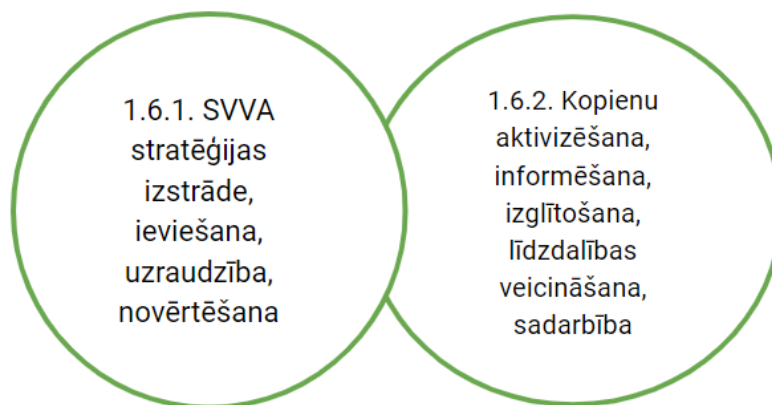 1.6.1. SVVA
stratēģijas
izstrāde,
ieviešana,
uzraudzība,
novērtēšana
1.6.2. Kopienu
aktivizēšana,
informēšana,
izglītošana,
līdzdalības
veicināšana,
sadarbība